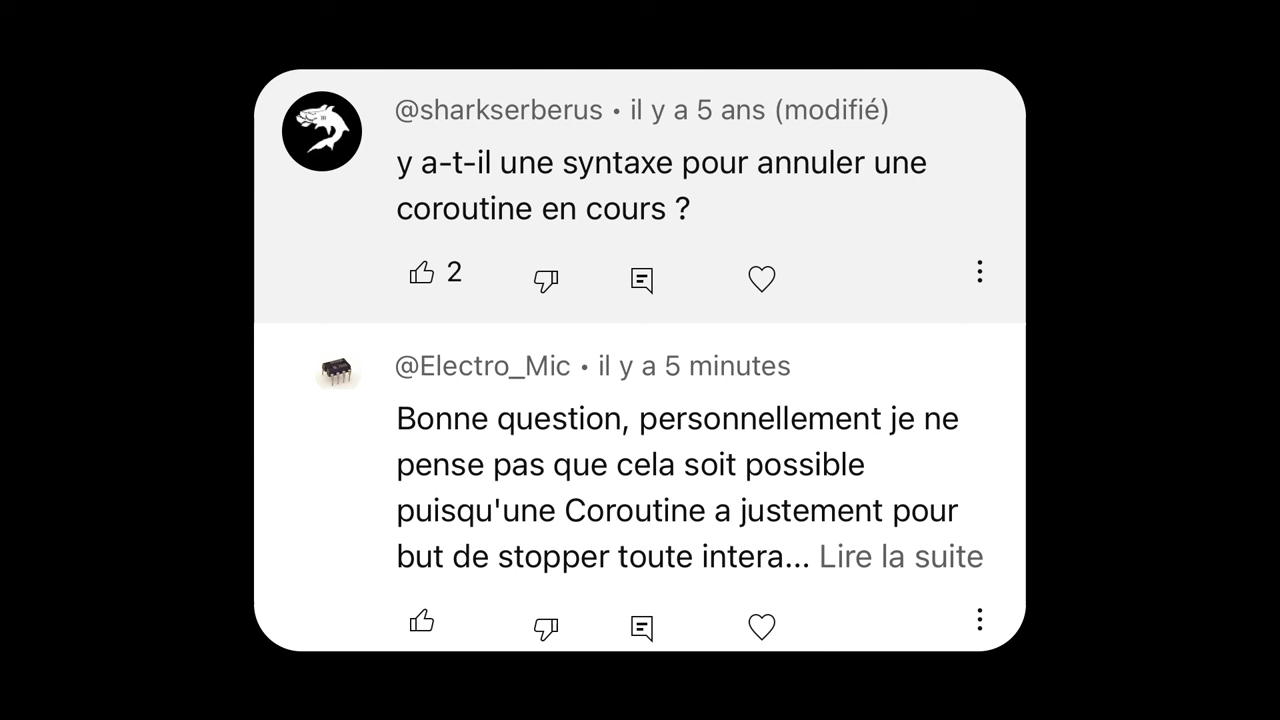 @sharkserberus • il y a 5 ans (modifié)
y a-t-il une syntaxe pour annuler une
coroutine en cours ?
2
@Electro_Mic • il y a 5 minutes
Bonne question, personnellement je ne
pense pas que cela soit possible
puisqu'une Coroutine a justement pour
but de stopper toute intera... Lire la suite